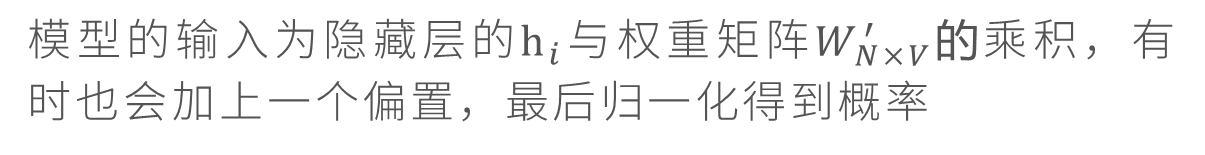 模型的输入为隐藏层的hᵢ与权重矩阵W′_{N×V}的乘积，有
时也会加上一个偏置，最后归一化得到概率